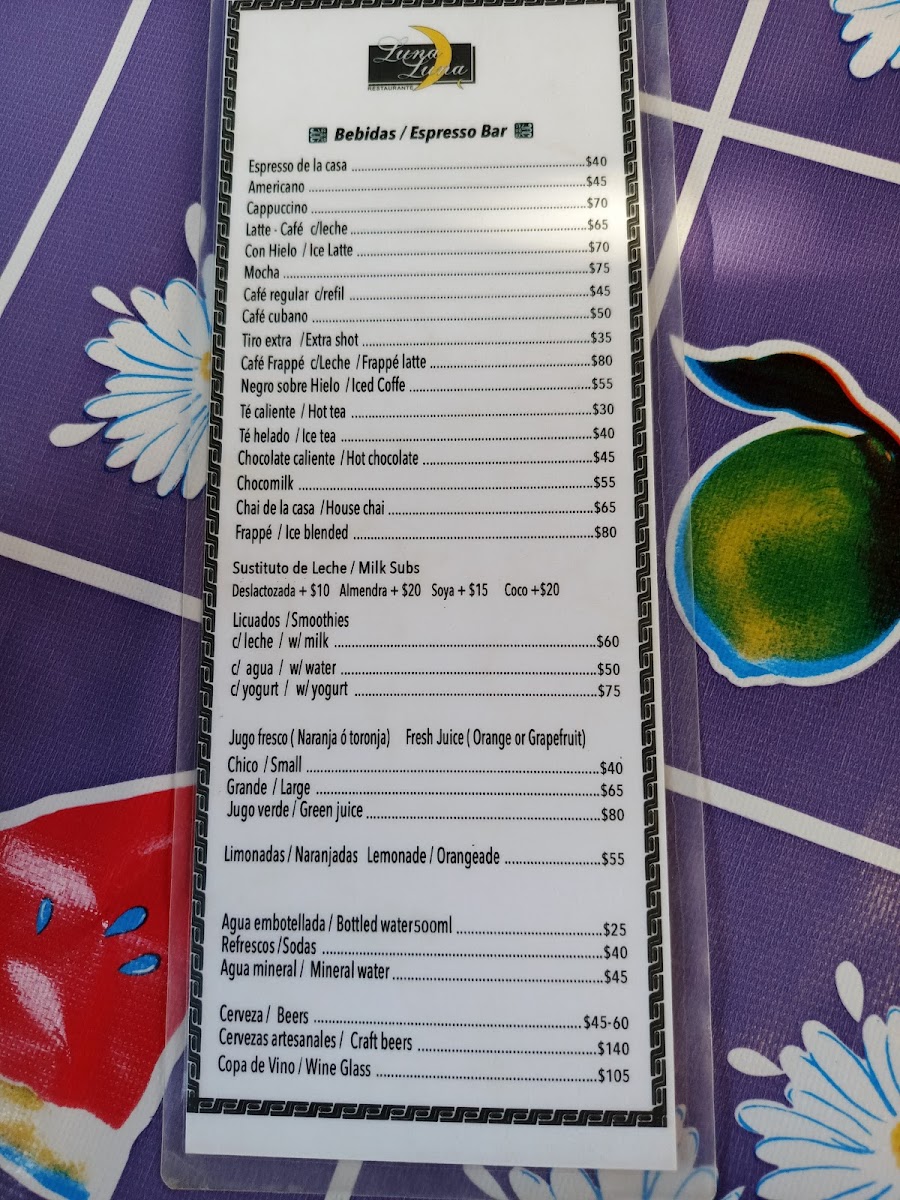 Luna
Luna
RESTAURANTE
Bebidas / Espresso Bar
Espresso de la casa ........ $40
Americano ........ $45
Cappuccino ........ $70
Latte - Café c/leche ........ $65
Con Hielo / Ice Latte ........ $70
Mocha ........ $75
Café regular c/refil ........ $45
Café cubano ........ $50
Tiro extra /Extra shot ........ $35
Café Frappé c/Leche / Frappé latte ........ $80
Negro sobre Hielo / Iced Coffe ........ $55
Té caliente / Hot tea ........ $30
Té helado / Ice tea ........ $40
Chocolate caliente / Hot chocolate ........ $45
Chocomilk ........ $55
Chai de la casa /House chai ........ $65
Frappé / Ice blended ........ $80
Sustituto de Leche / Milk Subs
Deslactozada + $10 Almendra + $20 Soya + $15 Coco +$20
Licuados /Smoothies
c/ leche / w/ milk ........ $60
c/ agua / w/ water ........ $50
c/ yogurt / w/ yogurt ........ $75
Jugo fresco ( Naranja ó toronja) Fresh Juice ( Orange or Grapefruit)
Chico / Small ........ $40
Grande / Large ........ $65
Jugo verde / Green juice ........ $80
Limonadas / Naranjadas Lemonade / Orangeade ........ $55
Agua embotellada / Bottled water500ml ........ $25
Refrescos /Sodas ........ $40
Agua mineral / Mineral water ........ $45
Cerveza / Beers ........ $45-60
Cervezas artesanales / Craft beers ........ $140
Copa de Vino / Wine Glass ........ $105